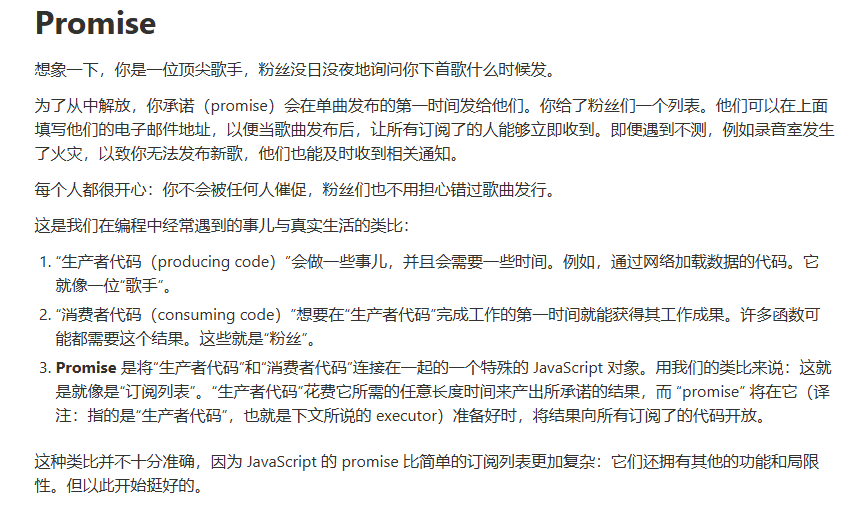 Promise
想象一下，你是一位顶尖歌手，粉丝没日没夜地询问你下首歌什么时候发。
为了从中解放，你承诺（promise）会在单曲发布的第一时间发给他们。你给了粉丝们一个列表。他们可以在上面
填写他们的电子邮件地址，以便当歌曲发布后，让所有订阅了的人能够立即收到。即便遇到不测，例如录音室发生
了火灾，以致你无法发布新歌，他们也能及时收到相关通知。
每个人都很开心：你不会被任何人催促，粉丝们也不用担心错过歌曲发行。
这是我们在编程中经常遇到的事儿与真实生活的类比：
1. “生产者代码（producing code）”会做一些事儿，并且会需要一些时间。例如，通过网络加载数据的代码。它
就像一位“歌手”。
2. “消费者代码（consuming code）”想要在“生产者代码”完成工作的第一时间就能获得其工作成果。许多函数可
能都需要这个结果。这些就是“粉丝”。
3. Promise 是将“生产者代码”和“消费者代码”连接在一起的一个特殊的 JavaScript 对象。用我们的类比来说：这就
是就像是“订阅列表”。“生产者代码”花费它所需的任意长度时间来产出所承诺的结果，而 “promise” 将在它（译
注：指的是“生产者代码”，也就是下文所说的 executor）准备好时，将结果向所有订阅了的代码开放。
这种类比并不十分准确，因为 JavaScript 的 promise 比简单的订阅列表更加复杂：它们还拥有其他的功能和局限
性。但以此开始挺好的。